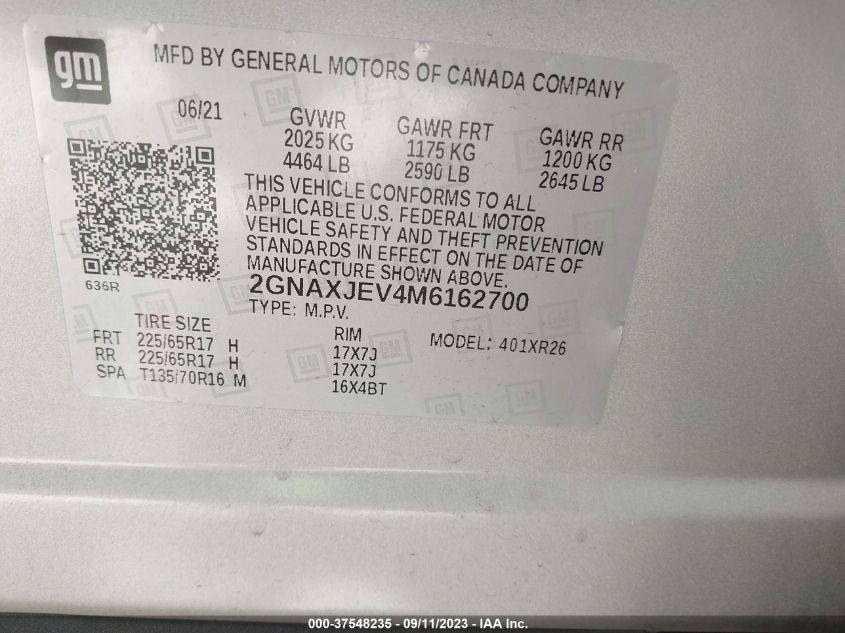 gm
MFD BY GENERAL MOTORS OF CANADA COMPANY
06/21
GVWR
2025 KG
4464 LB
GAWR FRT
1175 KG
2590 LB
GAWR RR
1200 KG
2645 LB
THIS VEHICLE CONFORMS TO ALL
APPLICABLE U.S. FEDERAL MOTOR
VEHICLE SAFETY AND THEFT PREVENTION
STANDARDS IN EFFECT ON THE DATE OF
MANUFACTURE SHOWN ABOVE.
636R
2GNAXJEV4M6162700
TYPE: M.P.V.
TIRE SIZE
FRT 225/65R17 H
RR 225/65R17 H
SPA T135/70R16 M
RIM
17X7J
17X7J
16X4BT
MODEL: 401XR26
000-37548235 - 09/11/2023 - IAA Inc.